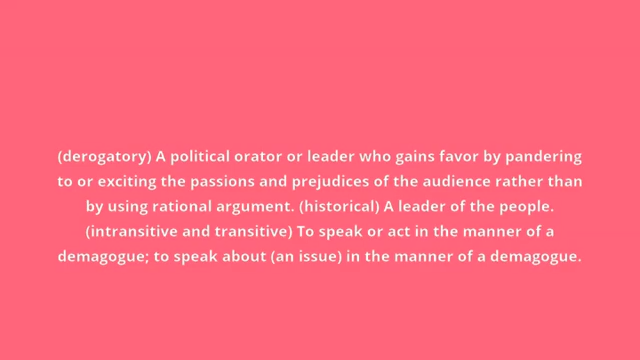 (derogatory) A political orator or leader who gains favor by pandering
to or exciting the passions and prejudices of the audience rather than
by using rational argument. (historical) A leader of the people.
(intransitive and transitive) To speak or act in the manner of a
demagogue; to speak about (an issue) in the manner of a demagogue.